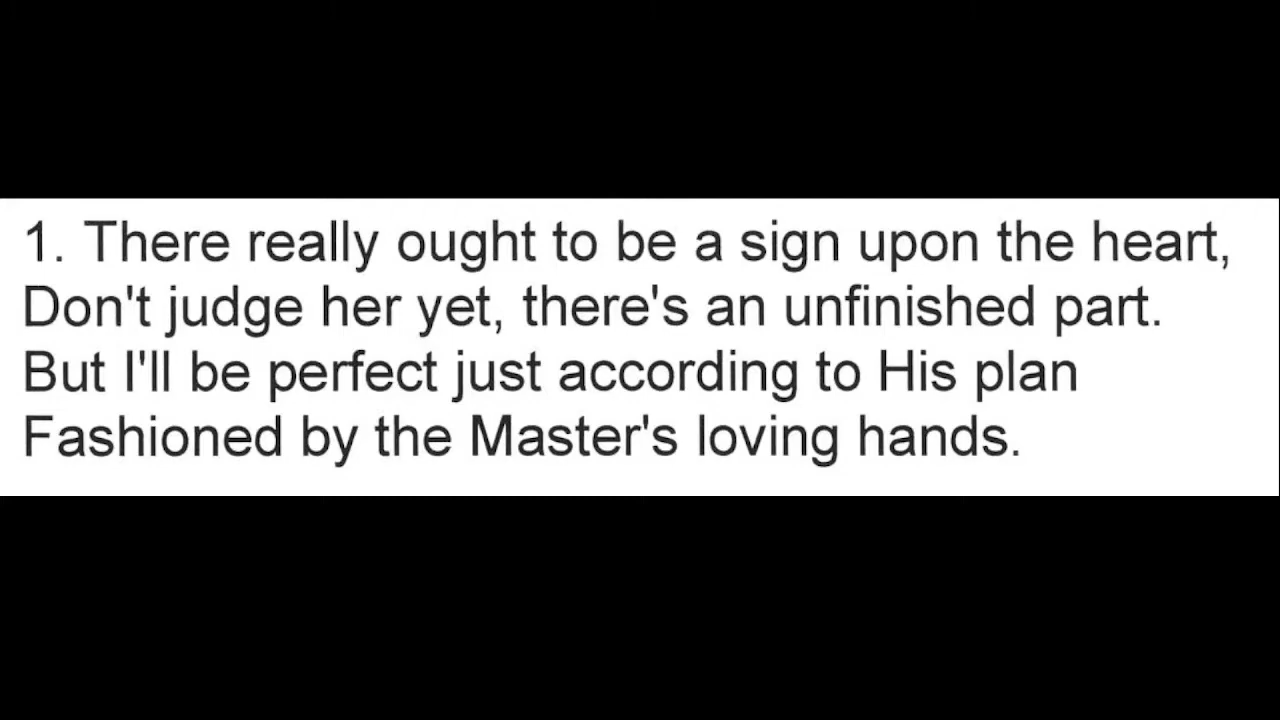 1. There really ought to be a sign upon the heart,
Don't judge her yet, there's an unfinished part.
But I'll be perfect just according to His plan
Fashioned by the Master's loving hands.